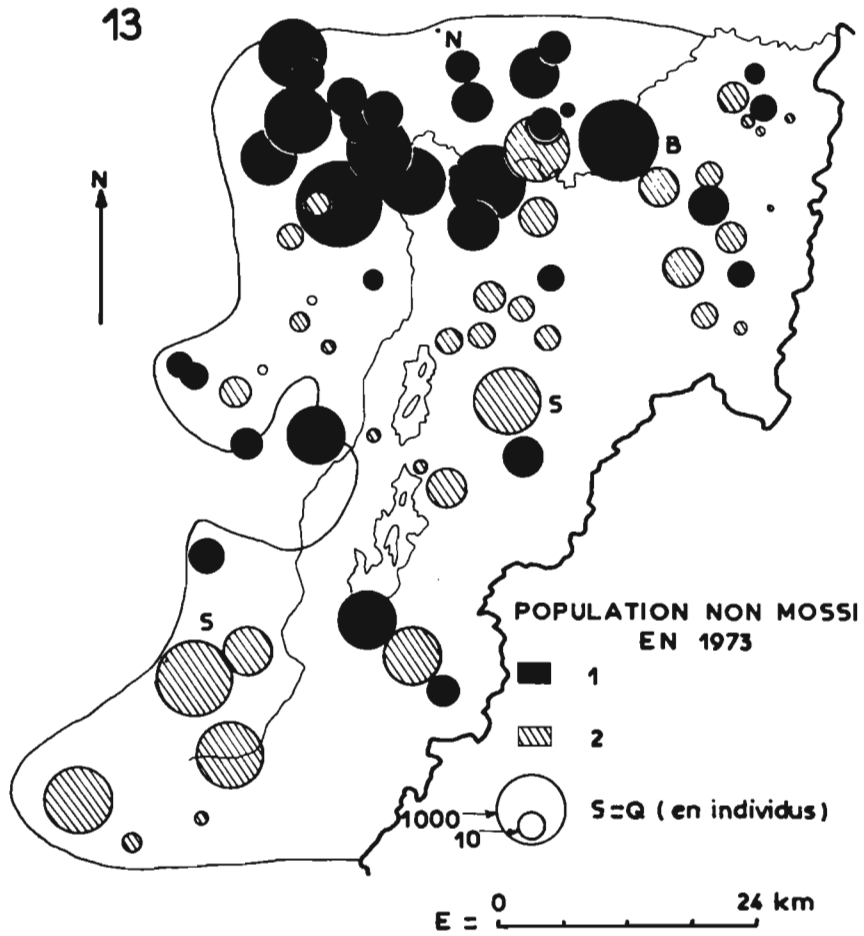 13
N
N
B
S
S
POPULATION NON MOSSI
EN 1973
1
2
1000
10
S=Q (en individus)
0 24 km
E =